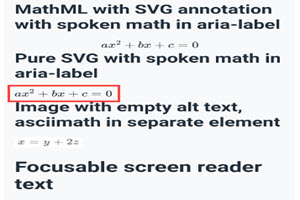 MathML with SVG annotation
with spoken math in aria-label
ax² + bx + c = 0
Pure SVG with spoken math in
aria-label
ax² + bx + c = 0
Image with empty alt text,
asciimath in separate element
x = y + 2z
Focusable screen reader
text